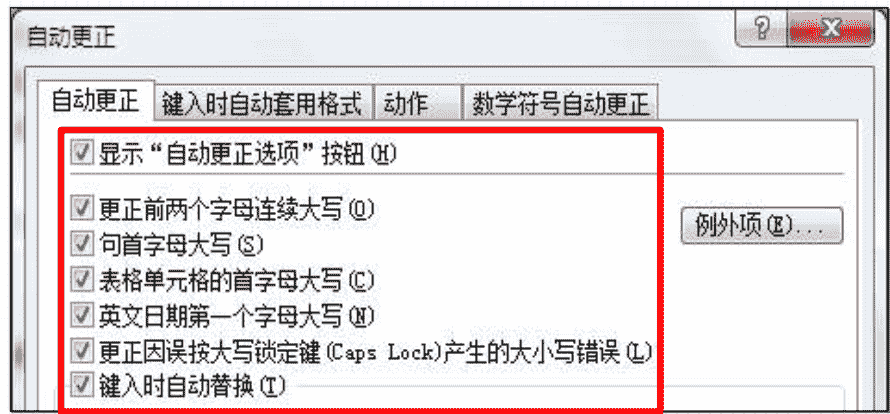 自动更正
自动更正 键入时自动套用格式 动作 数学符号自动更正
显示“自动更正选项”按钮(H)
更正前两个字母连续大写(O)
例外项(E)...
句首字母大写(S)
表格单元格的首字母大写(C)
英文日期第一个字母大写(N)
更正因误按大写锁定键(Caps Lock)产生的大小写错误(L)
键入时自动替换(T)